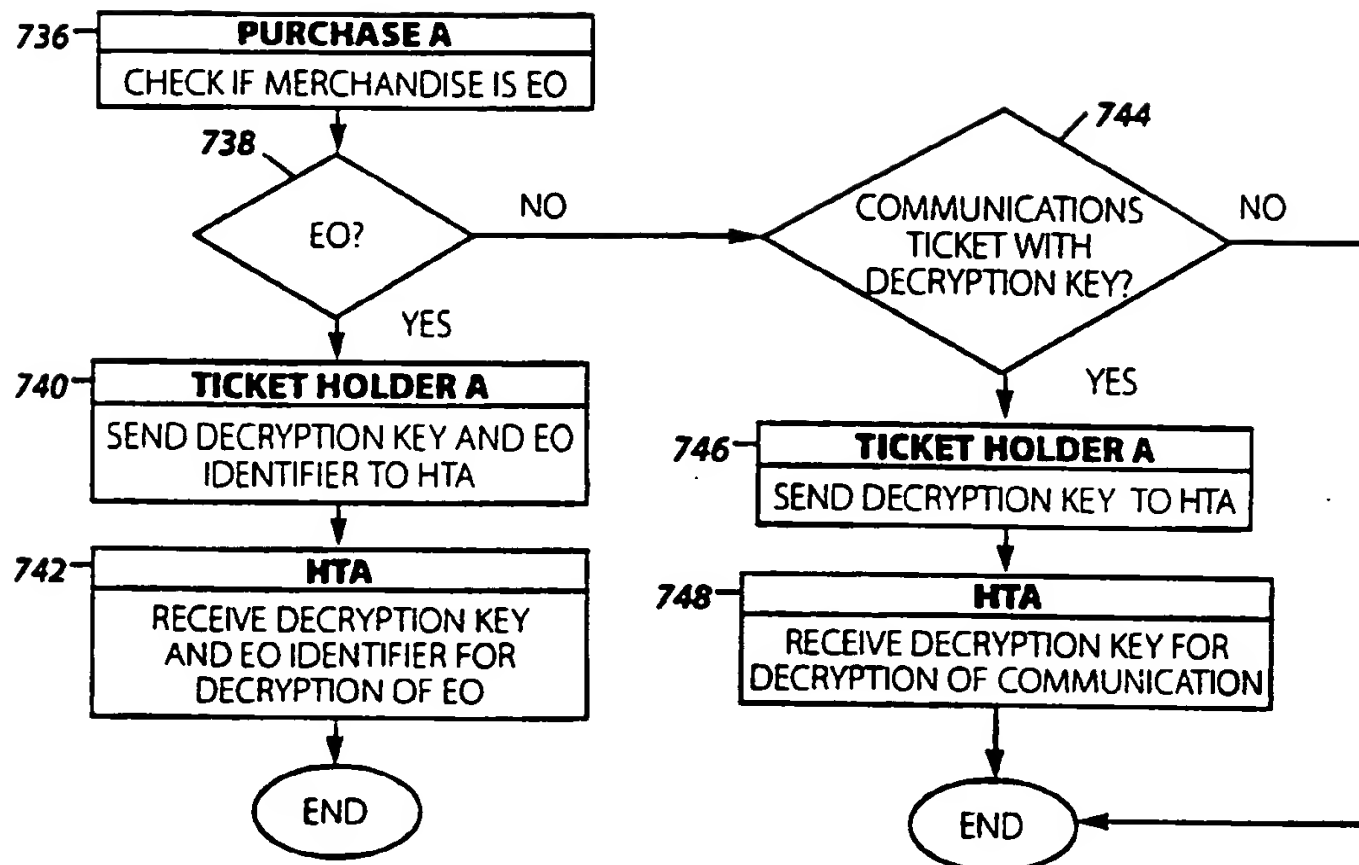 736
PURCHASE A
CHECK IF MERCHANDISE IS EO
738
EO?
NO
YES
740
TICKET HOLDER A
SEND DECRYPTION KEY AND EO
IDENTIFIER TO HTA
742
HTA
RECEIVE DECRYPTION KEY
AND EO IDENTIFIER FOR
DECRYPTION OF EO
END
744
COMMUNICATIONS
TICKET WITH
DECRYPTION KEY?
NO
YES
746
TICKET HOLDER A
SEND DECRYPTION KEY TO HTA
748
HTA
RECEIVE DECRYPTION KEY FOR
DECRYPTION OF COMMUNICATION
END